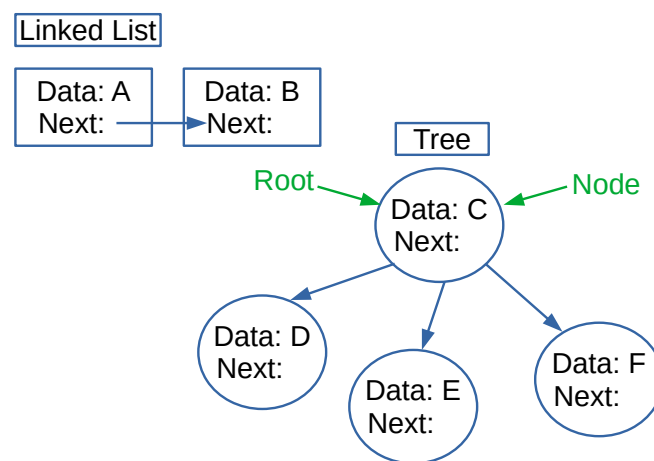 Linked List
Data: A
Next:
Data: B
Next:
Tree
Root
Node
Data: C
Next:
Data: D
Next:
Data: E
Next:
Data: F
Next: